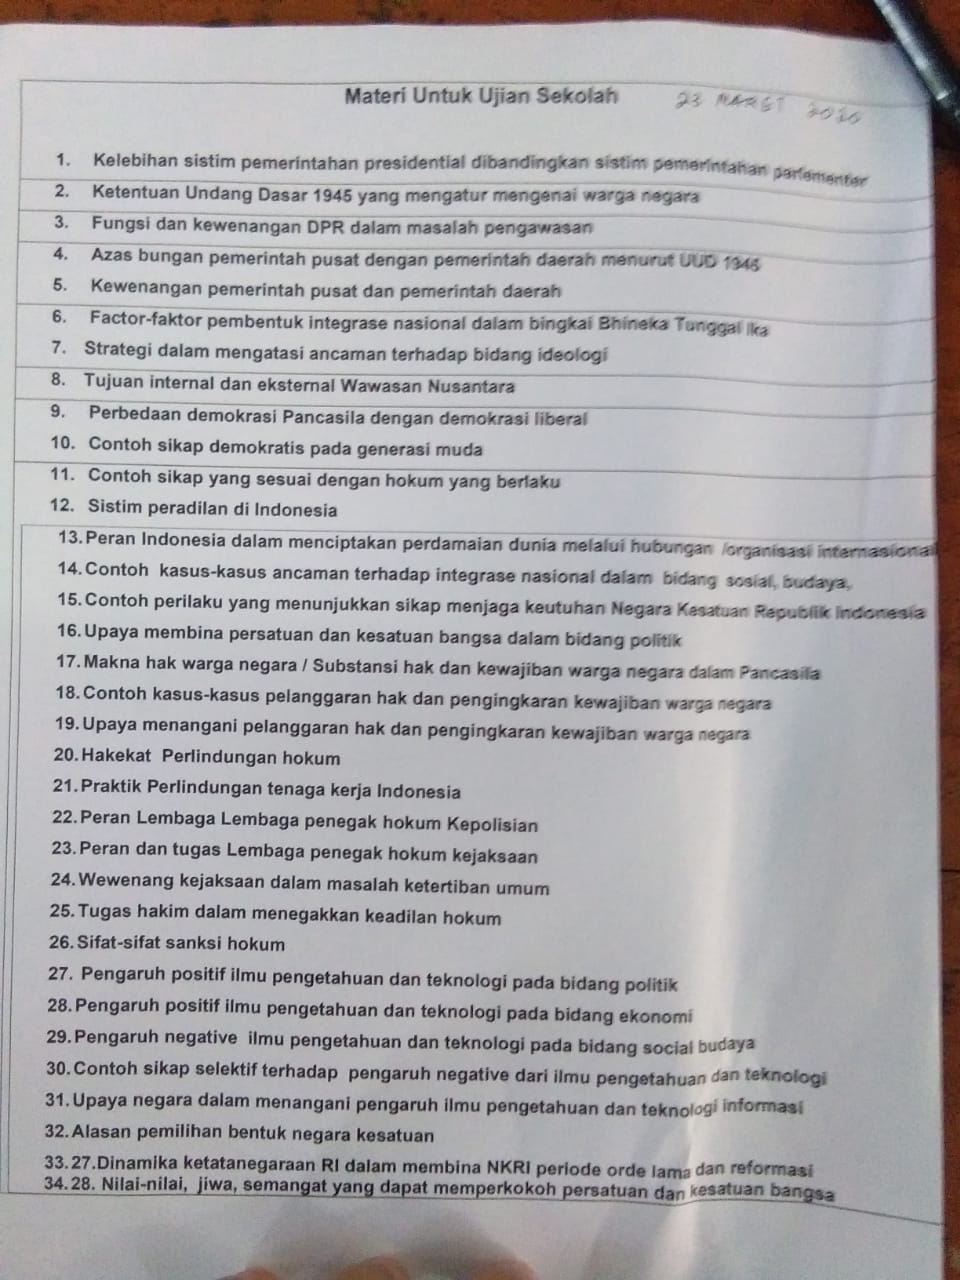 Materi Untuk Ujian Sekolah 23 MARET 2020
1. Kelebihan sistim pemerintahan presidential dibandingkan sistim pemerintahan parlementer
2. Ketentuan Undang Dasar 1945 yang mengatur mengenai warga negara
3. Fungsi dan kewenangan DPR dalam masalah pengawasan
4. Azas bungan pemerintah pusat dengan pemerintah daerah menurut UUD 1945
5. Kewenangan pemerintah pusat dan pemerintah daerah
6. Factor-faktor pembentuk integrase nasional dalam bingkai Bhineka Tunggal Ika
7. Strategi dalam mengatasi ancaman terhadap bidang ideologi
8. Tujuan internal dan eksternal Wawasan Nusantara
9. Perbedaan demokrasi Pancasila dengan demokrasi liberal
10. Contoh sikap demokratis pada generasi muda
11. Contoh sikap yang sesuai dengan hokum yang berlaku
12. Sistim peradilan di Indonesia
13. Peran Indonesia dalam menciptakan perdamaian dunia melalui hubungan /organisasi internasional
14. Contoh kasus-kasus ancaman terhadap integrase nasional dalam bidang sosial, budaya,
15. Contoh perilaku yang menunjukkan sikap menjaga keutuhan Negara Kesatuan Republik Indonesia
16. Upaya membina persatuan dan kesatuan bangsa dalam bidang politik
17. Makna hak warga negara / Substansi hak dan kewajiban warga negara dalam Pancasila
18. Contoh kasus-kasus pelanggaran hak dan pengingkaran kewajiban warga negara
19. Upaya menangani pelanggaran hak dan pengingkaran kewajiban warga negara
20. Hakekat Perlindungan hokum
21. Praktik Perlindungan tenaga kerja Indonesia
22. Peran Lembaga Lembaga penegak hokum Kepolisian
23. Peran dan tugas Lembaga penegak hokum kejaksaan
24. Wewenang kejaksaan dalam masalah ketertiban umum
25. Tugas hakim dalam menegakkan keadilan hokum
26. Sifat-sifat sanksi hokum
27. Pengaruh positif ilmu pengetahuan dan teknologi pada bidang politik
28. Pengaruh positif ilmu pengetahuan dan teknologi pada bidang ekonomi
29. Pengaruh negative ilmu pengetahuan dan teknologi pada bidang social budaya
30. Contoh sikap selektif terhadap pengaruh negative dari ilmu pengetahuan dan teknologi
31. Upaya negara dalam menangani pengaruh ilmu pengetahuan dan teknologi informasi
32. Alasan pemilihan bentuk negara kesatuan
33. 27.Dinamika ketatanegaraan RI dalam membina NKRI periode orde lama dan reformasi
34. 28. Nilai-nilai, jiwa, semangat yang dapat memperkokoh persatuan dan kesatuan bangsa